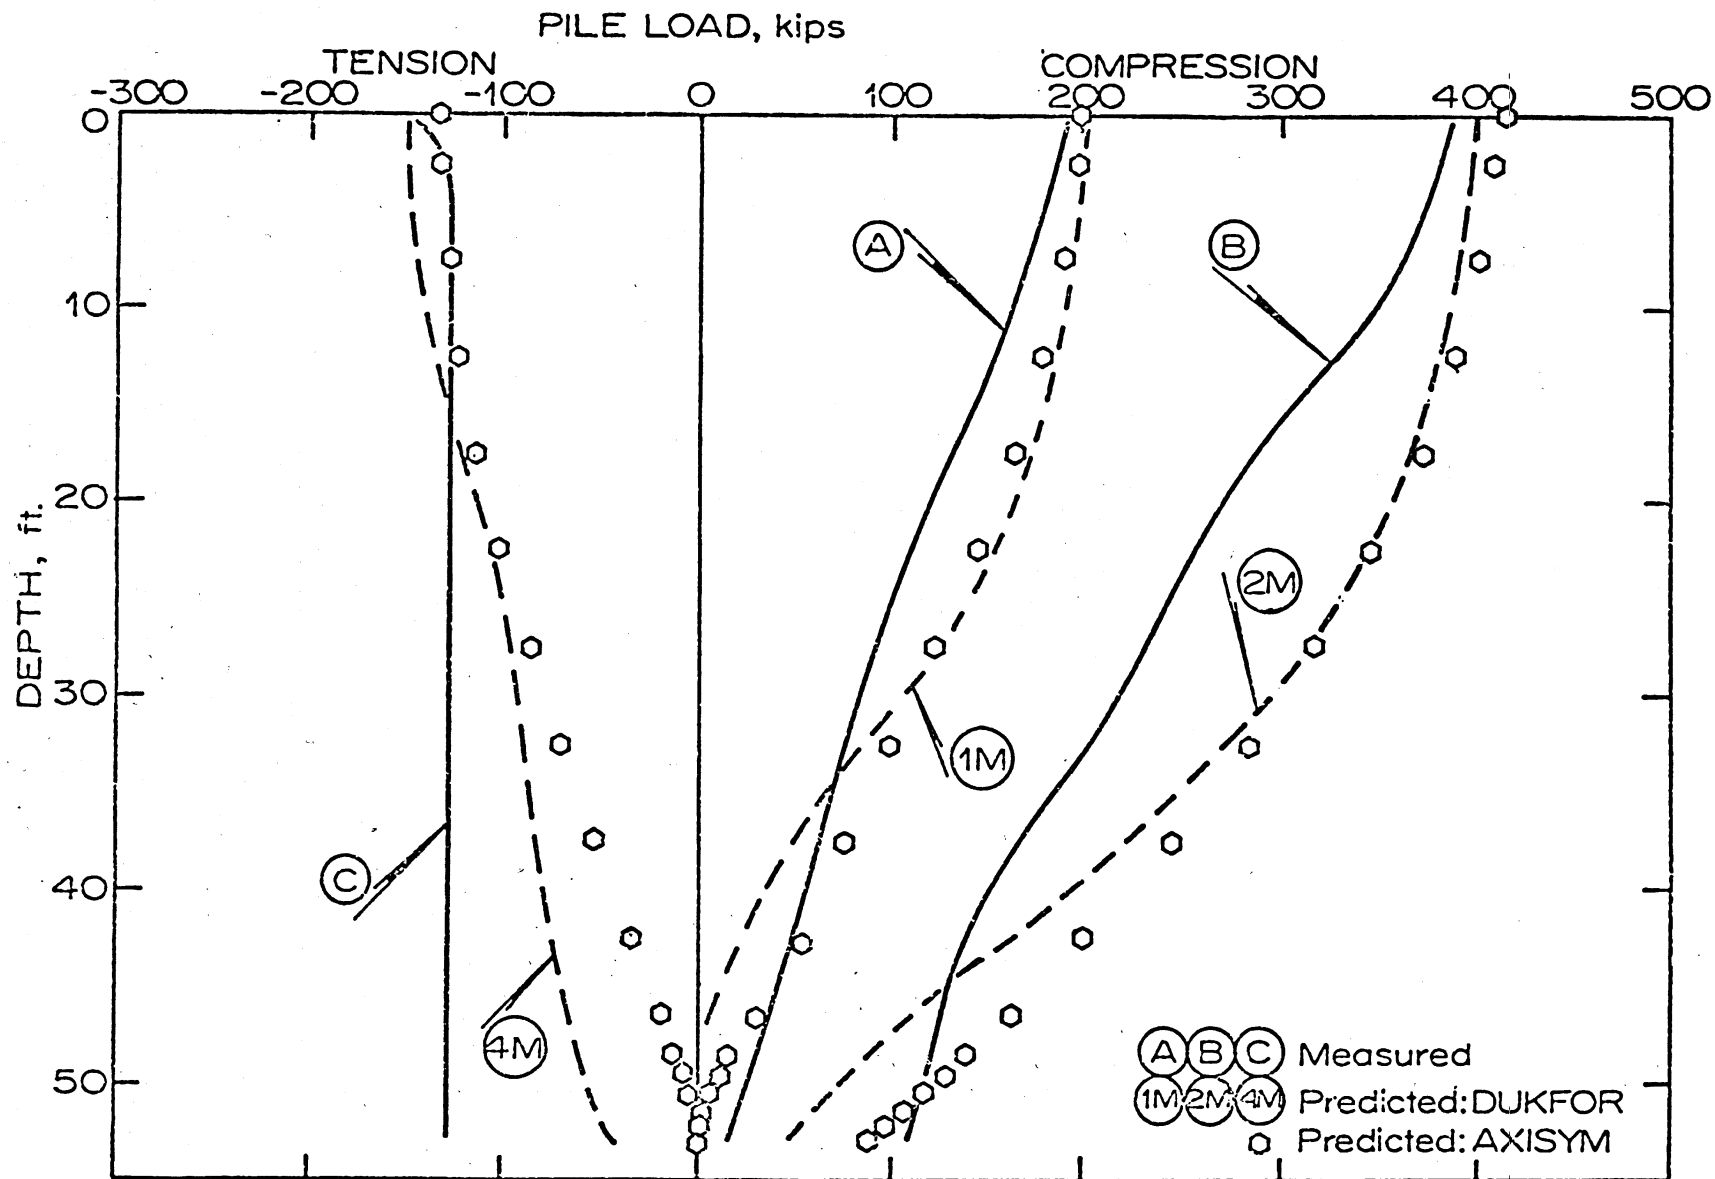 PILE LOAD, kips
TENSION COMPRESSION
-300 -200 -100 0 100 200 300 400 500
0
A B
10
20
DEPTH, ft.
2M
30
1M
C
40
4M
50
A B C Measured
1M 2M 4M Predicted: DUKFOR
Predicted: AXISYM